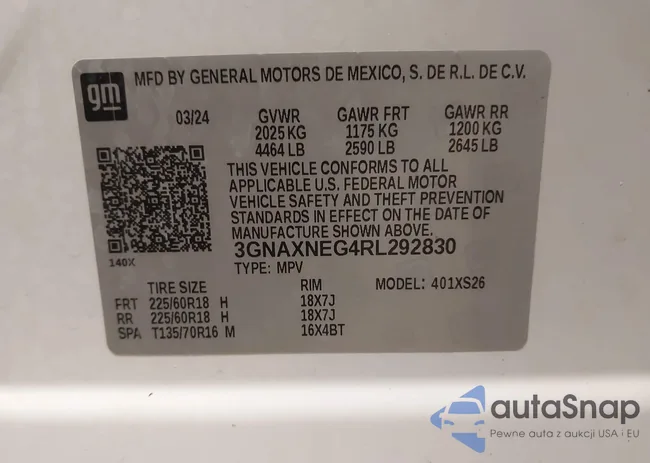 gm
MFD BY GENERAL MOTORS DE MEXICO, S. DE R.L. DE C.V.
03/24 GVWR GAWR FRT GAWR RR
2025 KG 1175 KG 1200 KG
4464 LB 2590 LB 2645 LB
THIS VEHICLE CONFORMS TO ALL
APPLICABLE U.S. FEDERAL MOTOR
VEHICLE SAFETY AND THEFT PREVENTION
STANDARDS IN EFFECT ON THE DATE OF
MANUFACTURE SHOWN ABOVE.
140X
3GNAXNEG4RL292830
TYPE: MPV MODEL: 401XS26
TIRE SIZE RIM
FRT 225/60R18 H 18X7J
RR 225/60R18 H 18X7J
SPA T135/70R16 M 16X4BT
autaSnap
Pewne auta z aukcji USA i EU